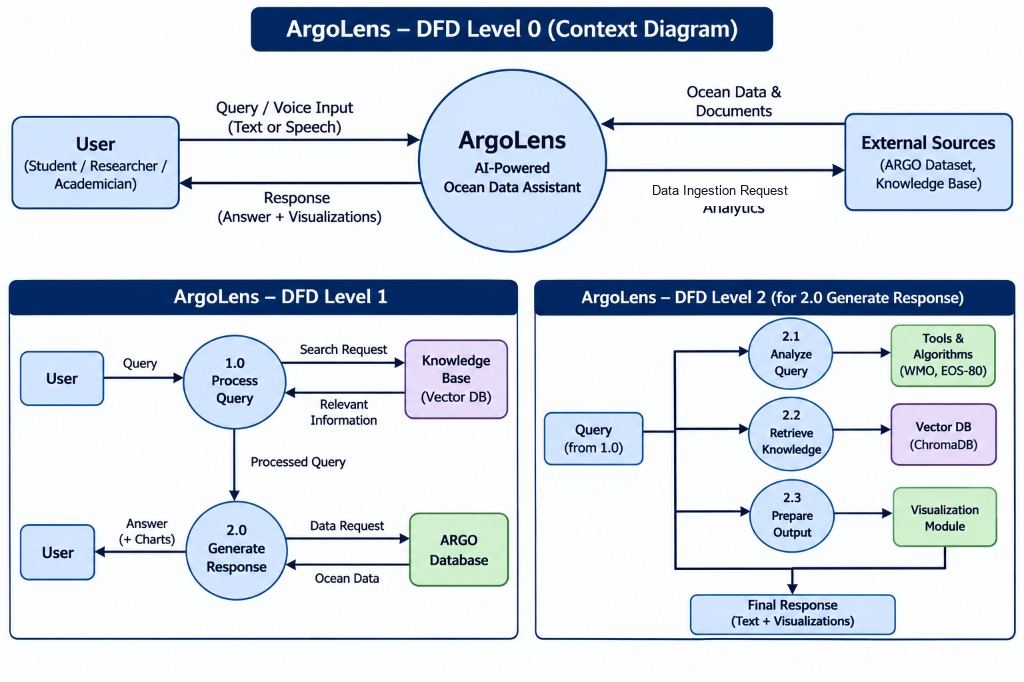 ArgoLens – DFD Level 0 (Context Diagram)
Query / Voice Input
(Text or Speech)
Ocean Data &
Documents
User
(Student / Researcher /
Academician)
ArgoLens
AI-Powered
Ocean Data Assistant
External Sources
(ARGO Dataset,
Knowledge Base)
Response
(Answer + Visualizations)
Data Ingestion Request
Analytics
ArgoLens – DFD Level 1
User
Query
1.0
Process
Query
Search Request
Relevant
Information
Knowledge
Base
(Vector DB)
Processed Query
User
Answer
(+ Charts)
2.0
Generate
Response
Data Request
Ocean Data
ARGO
Database
ArgoLens – DFD Level 2 (for 2.0 Generate Response)
Query
(from 1.0)
2.1
Analyze
Query
Tools &
Algorithms
(WMO, EOS-80)
2.2
Retrieve
Knowledge
Vector DB
(ChromaDB)
2.3
Prepare
Output
Visualization
Module
Final Response
(Text + Visualizations)